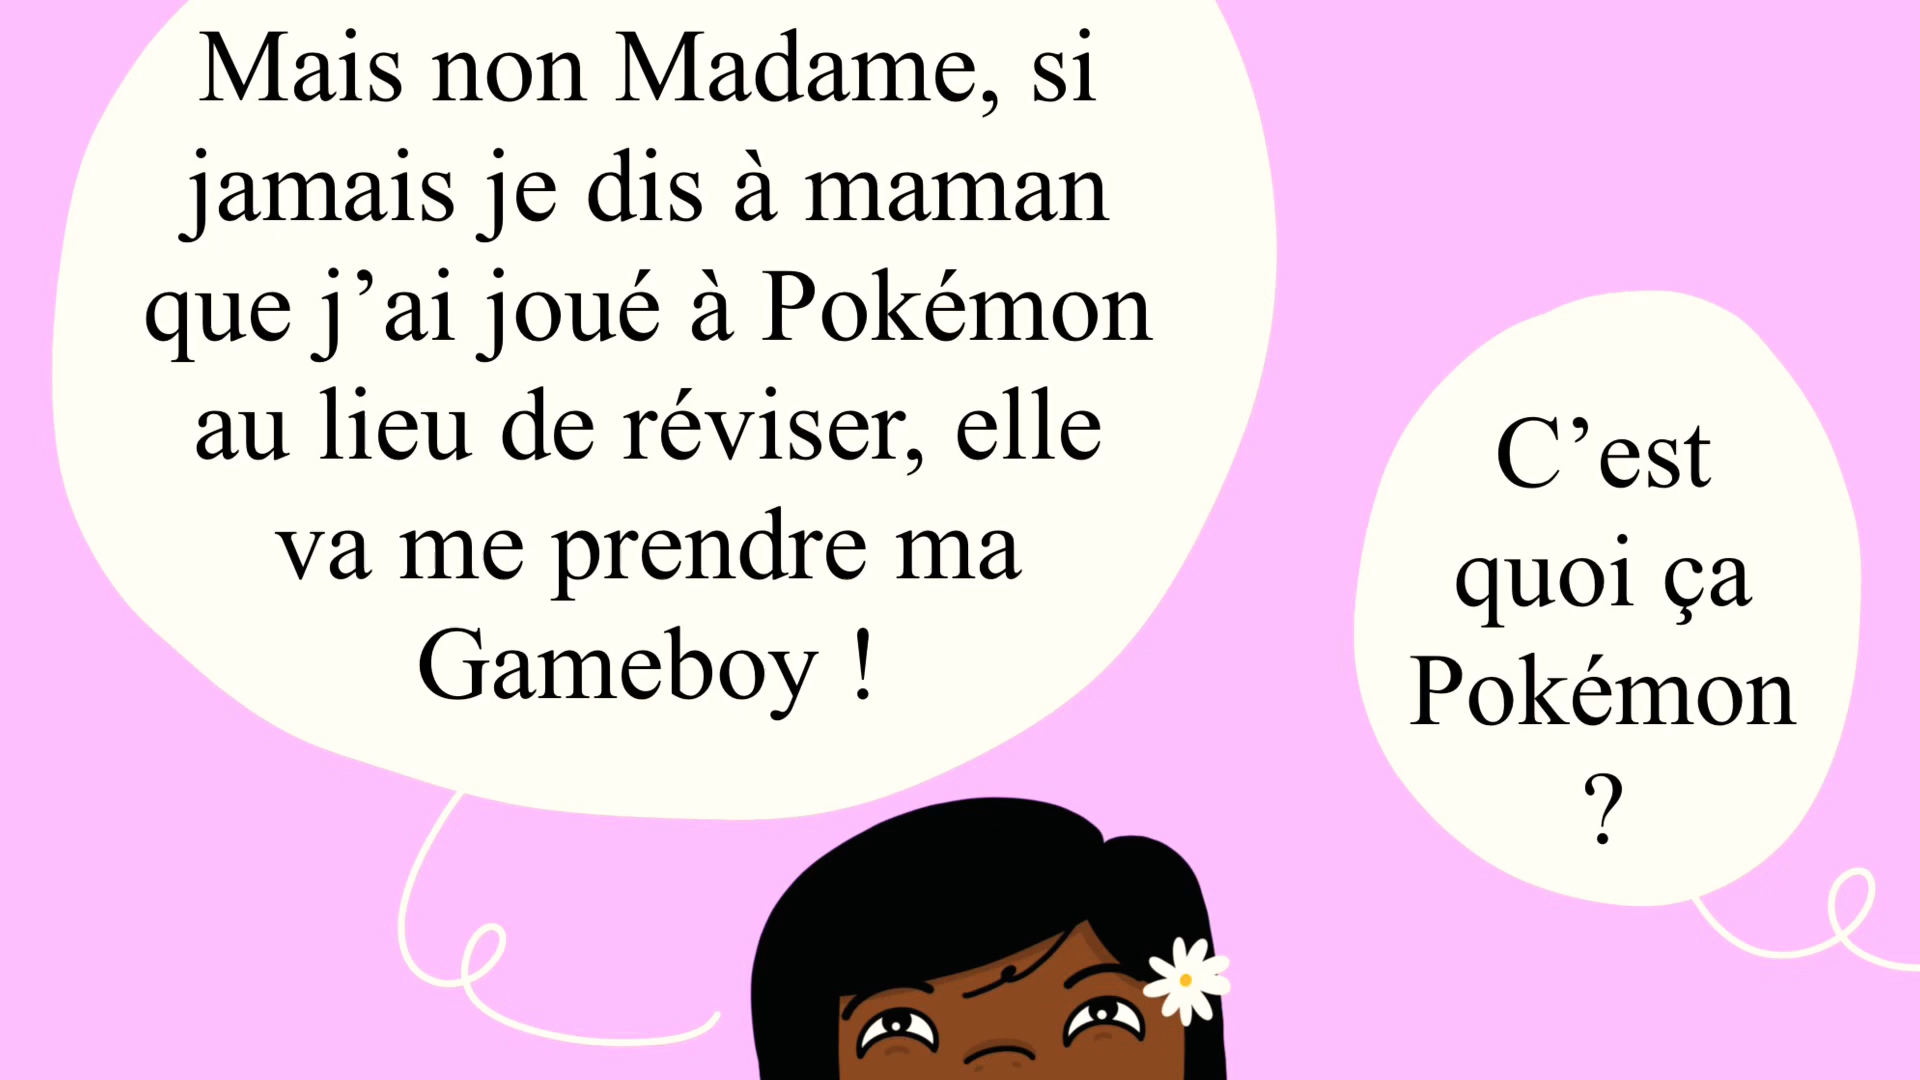 Mais non Madame, si
jamais je dis à maman
que j’ai joué à Pokémon
au lieu de réviser, elle
va me prendre ma
Gameboy !
C’est
quoi ça
Pokémon
?